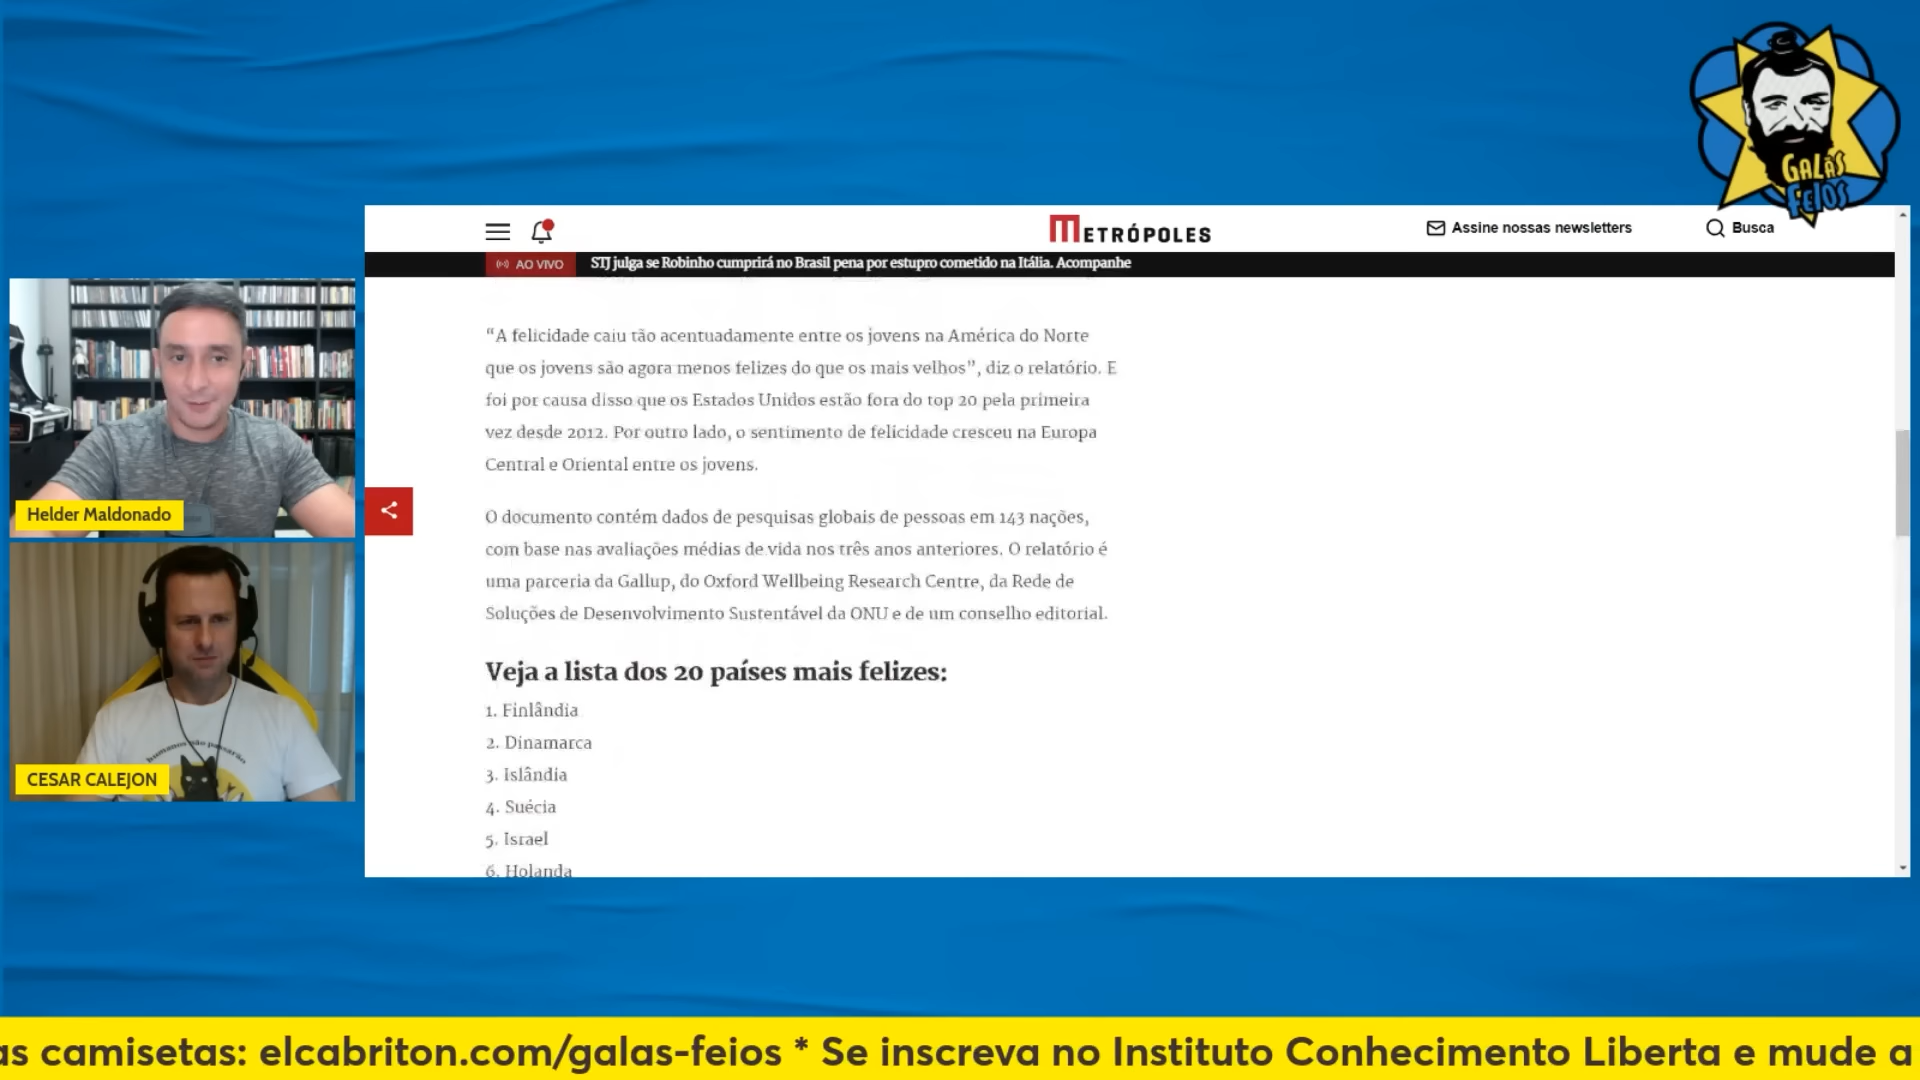 GALÃS
FEIOS
METRÓPOLES
Assine nossas newsletters
Busca
AO VIVO
STJ julga se Robinho cumprirá no Brasil pena por estupro cometido na Itália. Acompanhe
“A felicidade caiu tão acentuadamente entre os jovens na América do Norte
que os jovens são agora menos felizes do que os mais velhos”, diz o relatório. E
foi por causa disso que os Estados Unidos estão fora do top 20 pela primeira
vez desde 2012. Por outro lado, o sentimento de felicidade cresceu na Europa
Central e Oriental entre os jovens.
O documento contém dados de pesquisas globais de pessoas em 143 nações,
com base nas avaliações médias de vida nos três anos anteriores. O relatório é
uma parceria da Gallup, do Oxford Wellbeing Research Centre, da Rede de
Soluções de Desenvolvimento Sustentável da ONU e de um conselho editorial.
Veja a lista dos 20 países mais felizes:
1. Finlândia
2. Dinamarca
3. Islândia
4. Suécia
5. Israel
6. Holanda
Helder Maldonado
humanos não passarão
CESAR CALEJON
as camisetas: elcabriton.com/galas-feios * Se inscreva no Instituto Conhecimento Liberta e mude a